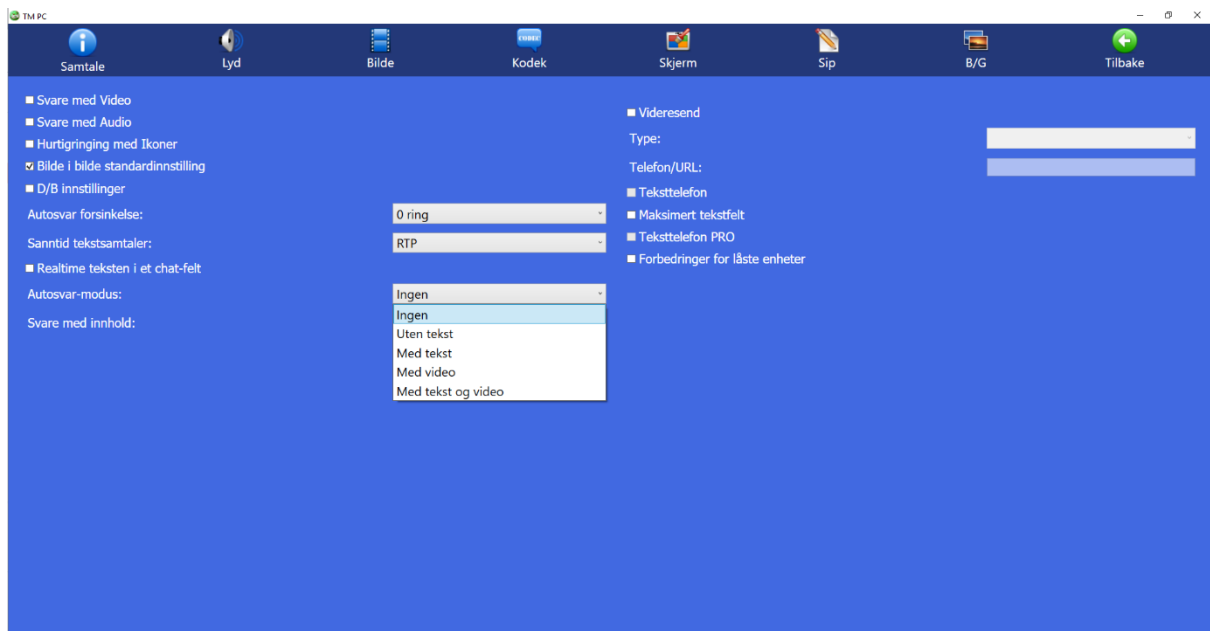 TM PC
Samtale
Lyd
Bilde
CODEC
Kodek
Skjerm
Sip
B/G
Tilbake
Svare med Video
Svare med Audio
Hurtigringing med Ikoner
Bilde i bilde standardinnstilling
D/B innstillinger
Autosvar forsinkelse: 0 ring
Sanntid tekstsamtaler: RTP
Realtime teksten i et chat-felt
Autosvar-modus: Ingen
Ingen
Uten tekst
Med tekst
Med video
Med tekst og video
Svare med innhold:
Videresend
Type:
Telefon/URL:
Teksttelefon
Maksimert tekstfelt
Teksttelefon PRO
Forbedringer for låste enheter